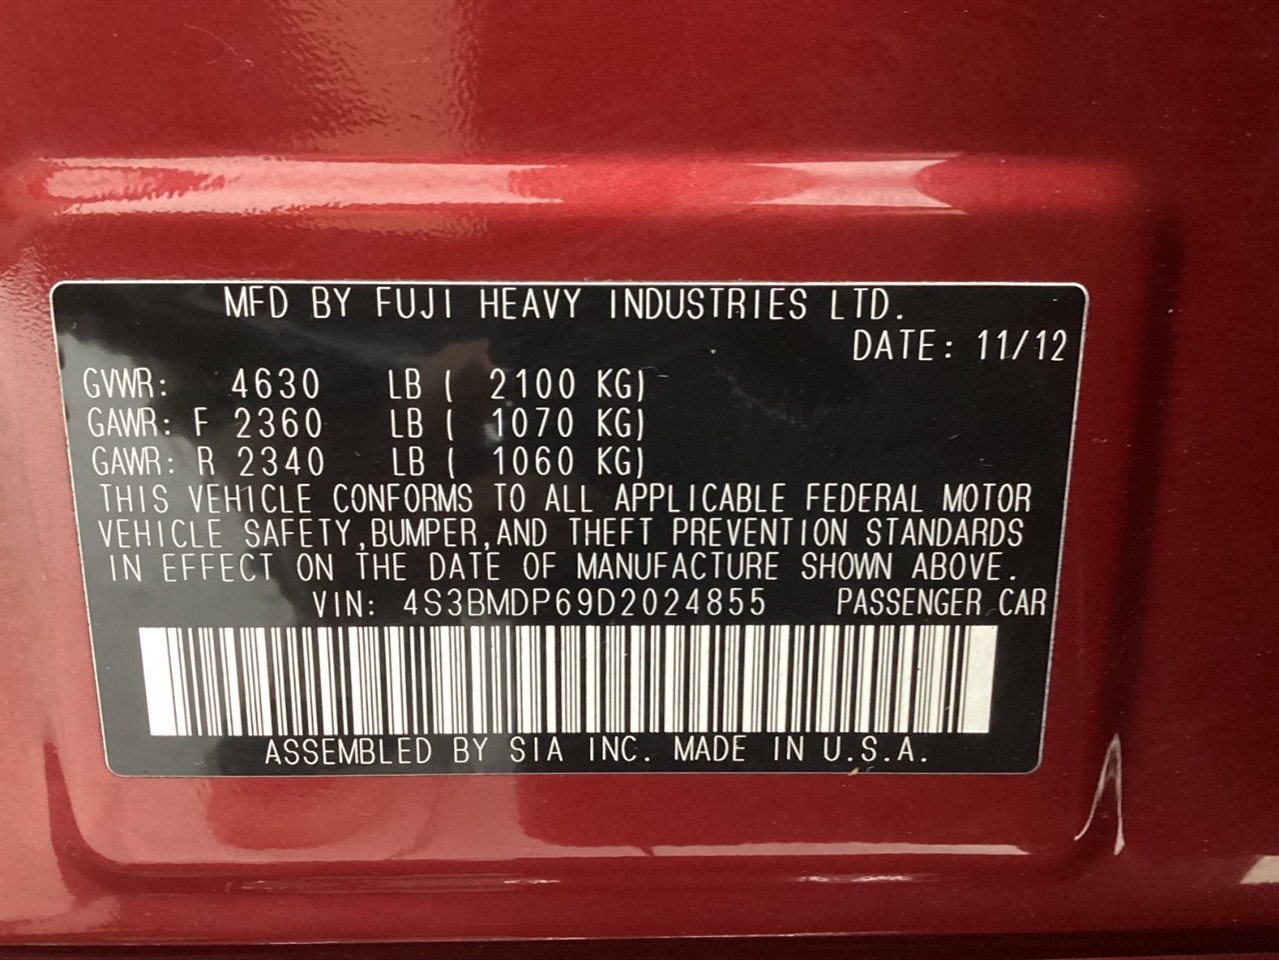 MFD BY FUJI HEAVY INDUSTRIES LTD.
DATE: 11/12
GVWR: 4630 LB ( 2100 KG)
GAWR: F 2360 LB ( 1070 KG)
GAWR: R 2340 LB ( 1060 KG)
THIS VEHICLE CONFORMS TO ALL APPLICABLE FEDERAL MOTOR
VEHICLE SAFETY,BUMPER,AND THEFT PREVENTION STANDARDS
IN EFFECT ON THE DATE OF MANUFACTURE SHOWN ABOVE.
VIN: 4S3BMDP69D2024855 PASSENGER CAR
ASSEMBLED BY SIA INC. MADE IN U.S.A.